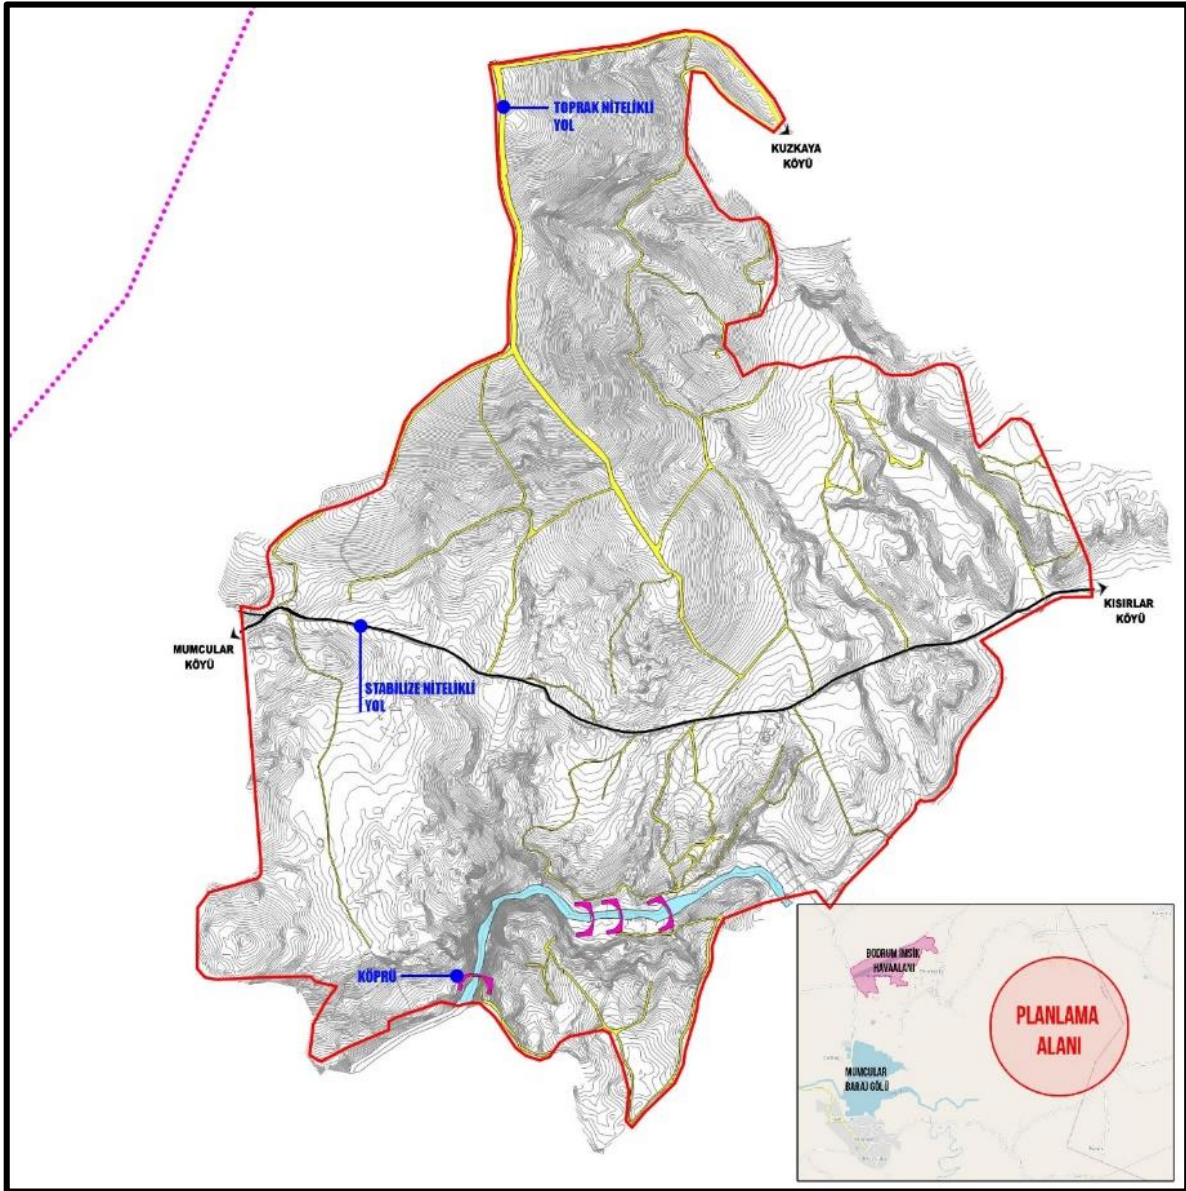 TOPRAK NİTELİKLİ
YOL
KUZKAYA
KÖYÜ
KISIRLAR
KÖYÜ
MUMCULAR
KÖYÜ
STABİLİZE NİTELİKLİ
YOL
KÖPRÜ
BODRUM İMSIK
HAVAALANI
PLANLAMA
ALANI
MUMCULAR
BARAJ GÖLÜ